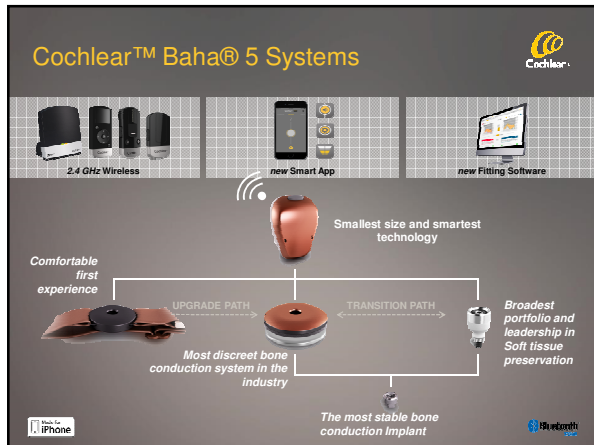 Cochlear™ Baha® 5 Systems
Cochlear
2.4 GHz Wireless
new Smart App
new Fitting Software
Smallest size and smartest
technology
Comfortable
first
experience
UPGRADE PATH
TRANSITION PATH
Broadest
portfolio and
leadership in
Soft tissue
preservation
Most discreet bone
conduction system in the
industry
The most stable bone
conduction Implant
Made for
iPhone
Bluetooth